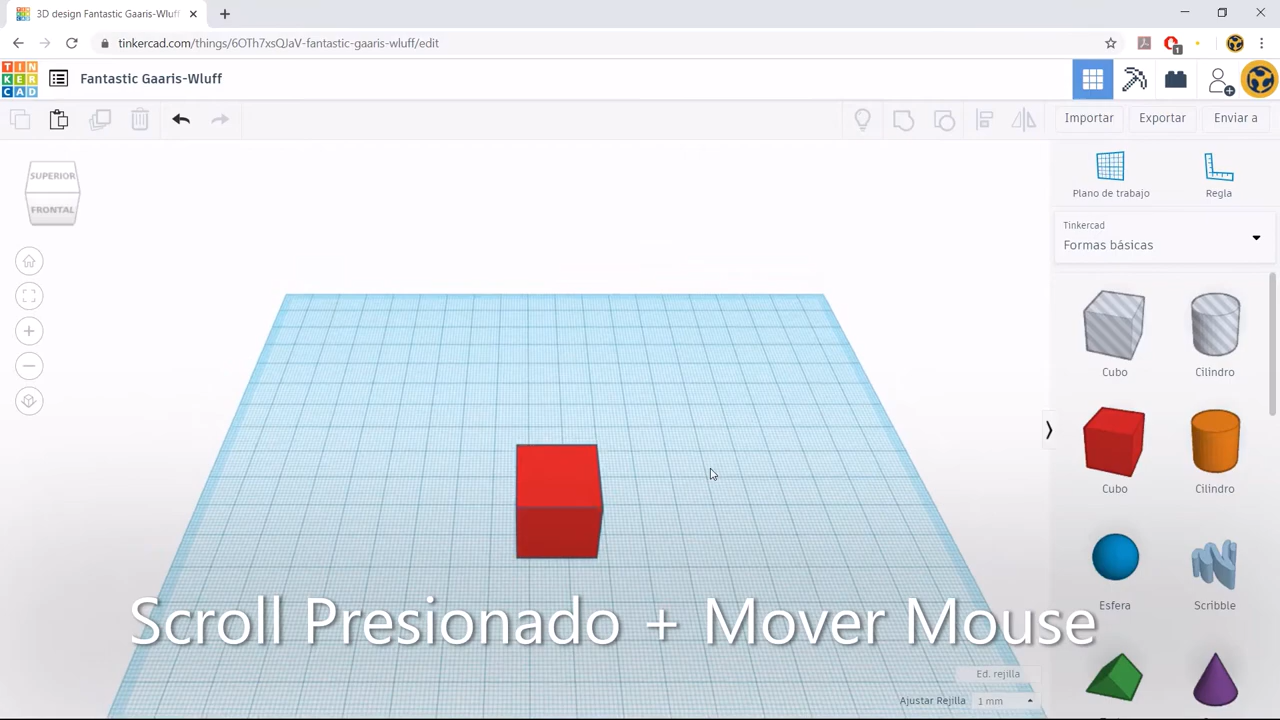 3D design Fantastic Gaaris-Wluff
tinkercad.com/things/6OTh7xsQJaV-fantastic-gaaris-wluff/edit
1
TIN
KER
CAD
Fantastic Gaaris-Wluff
Importar
Exportar
Enviar a
SUPERIOR
FRONTAL
Plano de trabajo
Regla
Tinkercad
Formas básicas
Cubo
Cilindro
Cubo
Cilindro
Esfera
Scribble
Scroll Presionado + Mover Mouse
Ed. rejilla
Ajustar Rejilla
1 mm